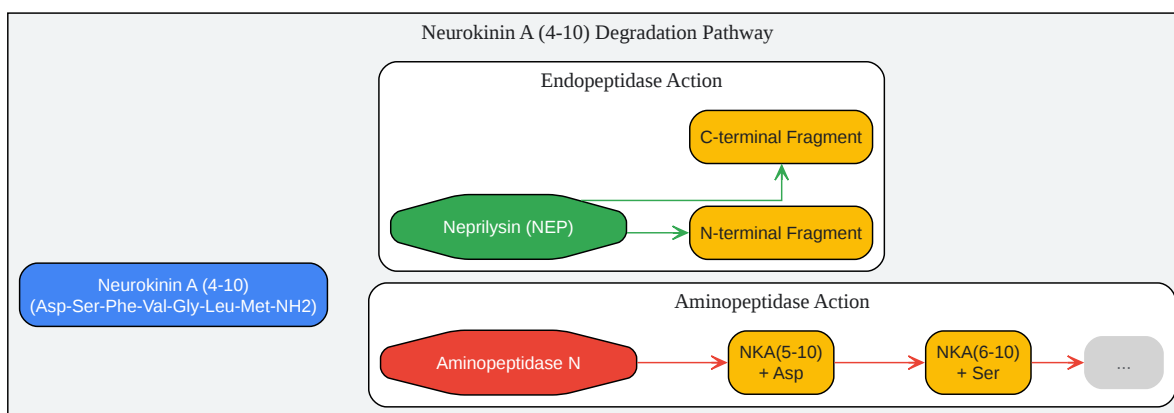 Neurokinin A (4-10) Degradation Pathway
Endopeptidase Action
C-terminal Fragment
Neprilysin (NEP)
N-terminal Fragment
Neurokinin A (4-10)
(Asp-Ser-Phe-Val-Gly-Leu-Met-NH2)
Aminopeptidase Action
Aminopeptidase N
NKA(5-10)
+ Asp
NKA(6-10)
+ Ser
...